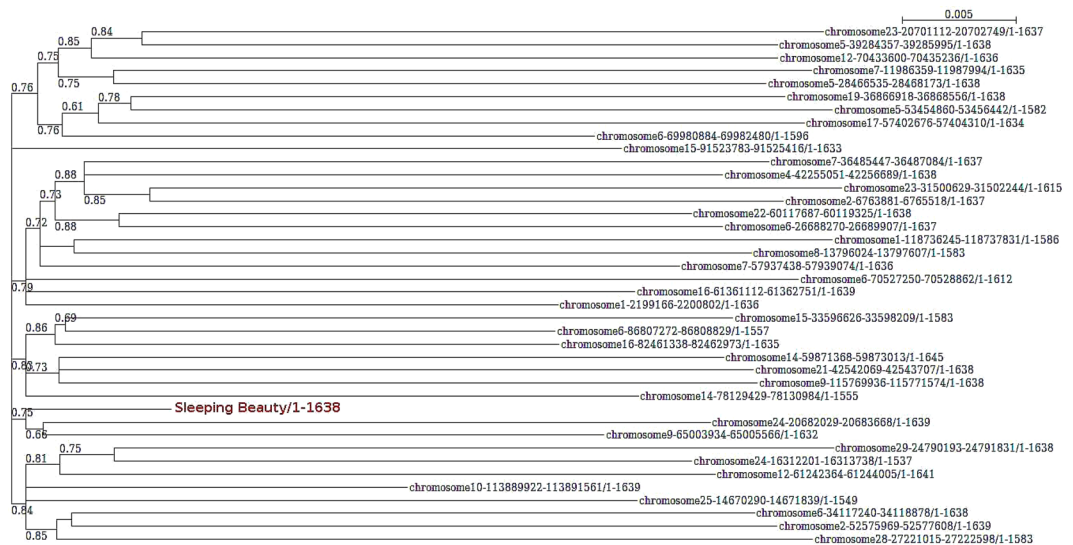 0.005
0.84
chromosome23-20701112-20702749/1-1637
0.85
chromosome5-39284357-39285995/1-1638
0.75
chromosome12-70433600-70435236/1-1636
chromosome7-11986359-11987994/1-1635
0.75
chromosome5-28466535-28468173/1-1638
0.76
0.78
chromosome19-36866918-36868556/1-1638
0.61
chromosome5-53454860-53456442/1-1582
chromosome17-57402676-57404310/1-1634
0.76
chromosome6-69980884-69982480/1-1596
chromosome15-91523783-91525416/1-1633
chromosome7-36485447-36487084/1-1637
0.88
chromosome4-42255051-42256689/1-1638
chromosome23-31500629-31502244/1-1615
0.73
0.85
chromosome2-6763881-6765518/1-1637
chromosome22-60117687-60119325/1-1638
0.72
0.88
chromosome6-26688270-26689907/1-1637
chromosome1-118736245-118737831/1-1586
chromosome8-13796024-13797607/1-1583
chromosome7-57937438-57939074/1-1636
chromosome6-70527250-70528862/1-1612
0.79
chromosome16-61361112-61362751/1-1639
chromosome1-2199166-2200802/1-1636
0.69
chromosome15-33596626-33598209/1-1583
0.86
chromosome6-86807272-86808829/1-1557
chromosome16-82461338-82462973/1-1635
chromosome14-59871368-59873013/1-1645
0.73
chromosome21-42542069-42543707/1-1638
chromosome9-115769936-115771574/1-1638
chromosome14-78129429-78130984/1-1555
0.75
Sleeping Beauty/1-1638
chromosome24-20682029-20683668/1-1639
0.66
chromosome9-65003934-65005566/1-1632
0.75
chromosome29-24790193-24791831/1-1638
0.81
chromosome24-16312201-16313738/1-1537
chromosome12-61242364-61244005/1-1641
chromosome10-113889922-113891561/1-1639
chromosome25-14670290-14671839/1-1549
0.84
chromosome6-34117240-34118878/1-1638
chromosome2-52575969-52577608/1-1639
0.85
chromosome28-27221015-27222598/1-1583